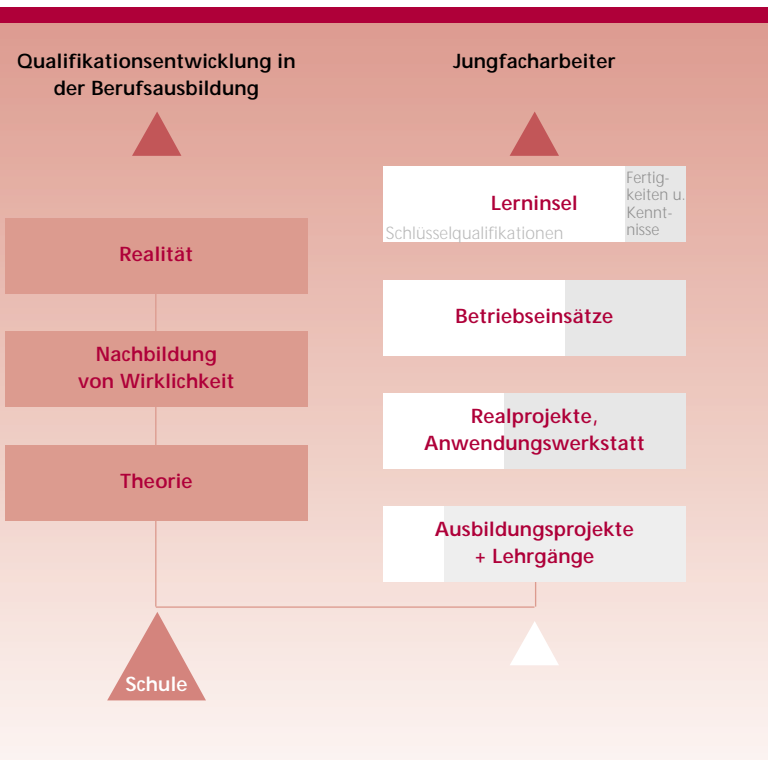 Qualifikationsentwicklung in
der Berufsausbildung
Realität
Nachbildung
von Wirklichkeit
Theorie
Schule
Jungfacharbeiter
Lerninsel
Schlüsselqualifikationen
Fertig-
keiten u.
Kennt-
nisse
Betriebseinsätze
Realprojekte,
Anwendungswerkstatt
Ausbildungsprojekte
+ Lehrgänge